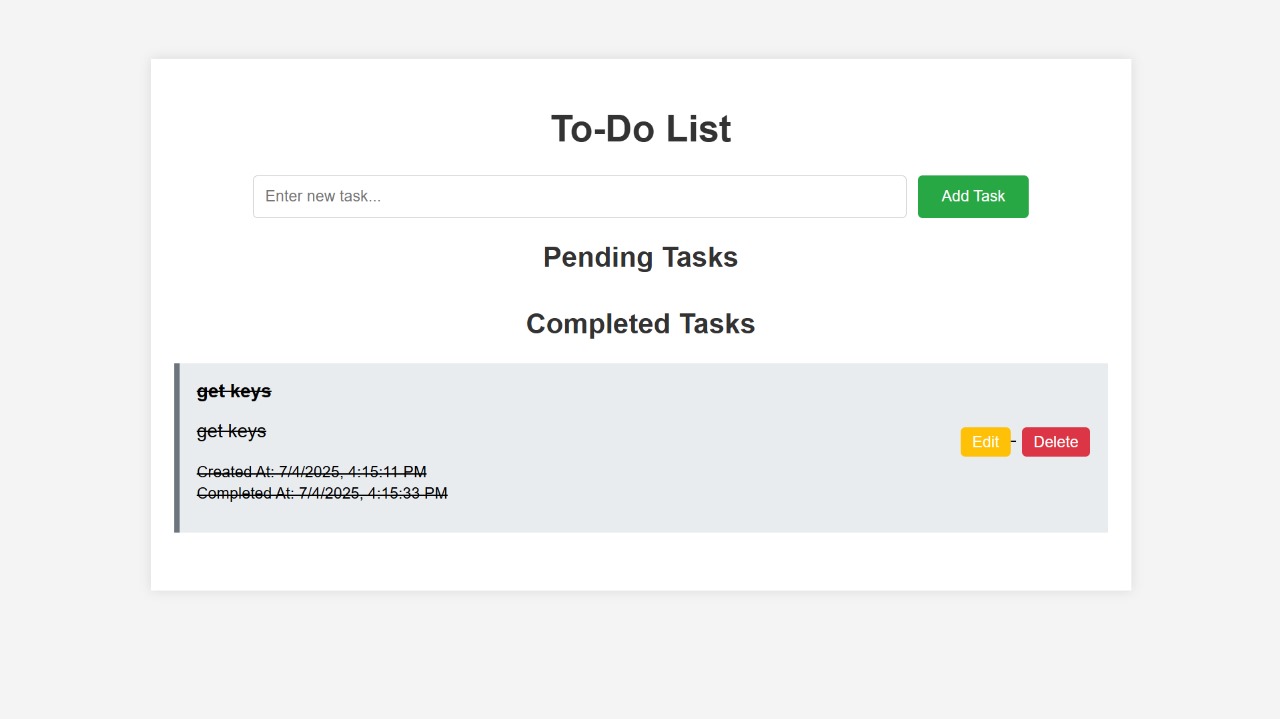 To-Do List
Enter new task...
Add Task
Pending Tasks
Completed Tasks
get keys
get keys
Edit
Delete
Created At: 7/4/2025, 4:15:11 PM
Completed At: 7/4/2025, 4:15:33 PM